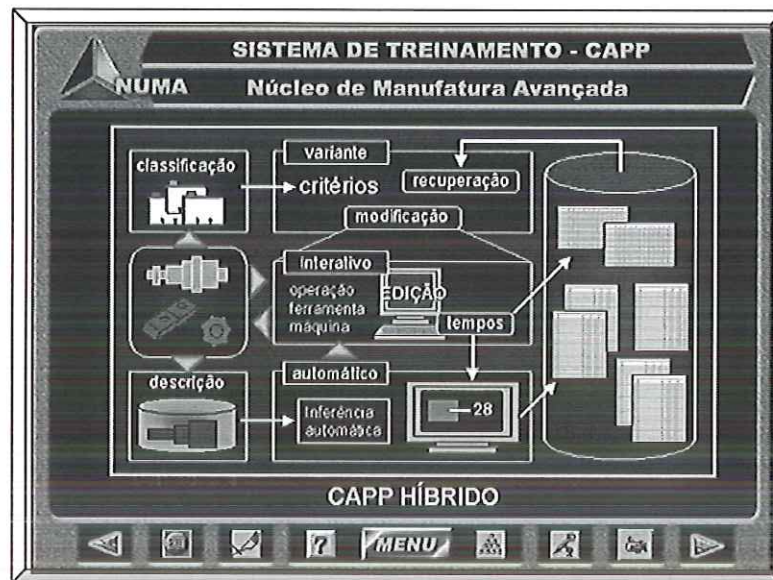 SISTEMA DE TREINAMENTO - CAPP
NUMA
Núcleo de Manufatura Avançada
classificação
variante
critérios
recuperação
modificação
Interativo
operação
ferramenta
máquina
EDIÇÃO
tempos
descrição
automático
Inferência
automática
28
CAPP HÍBRIDO
?
MENU